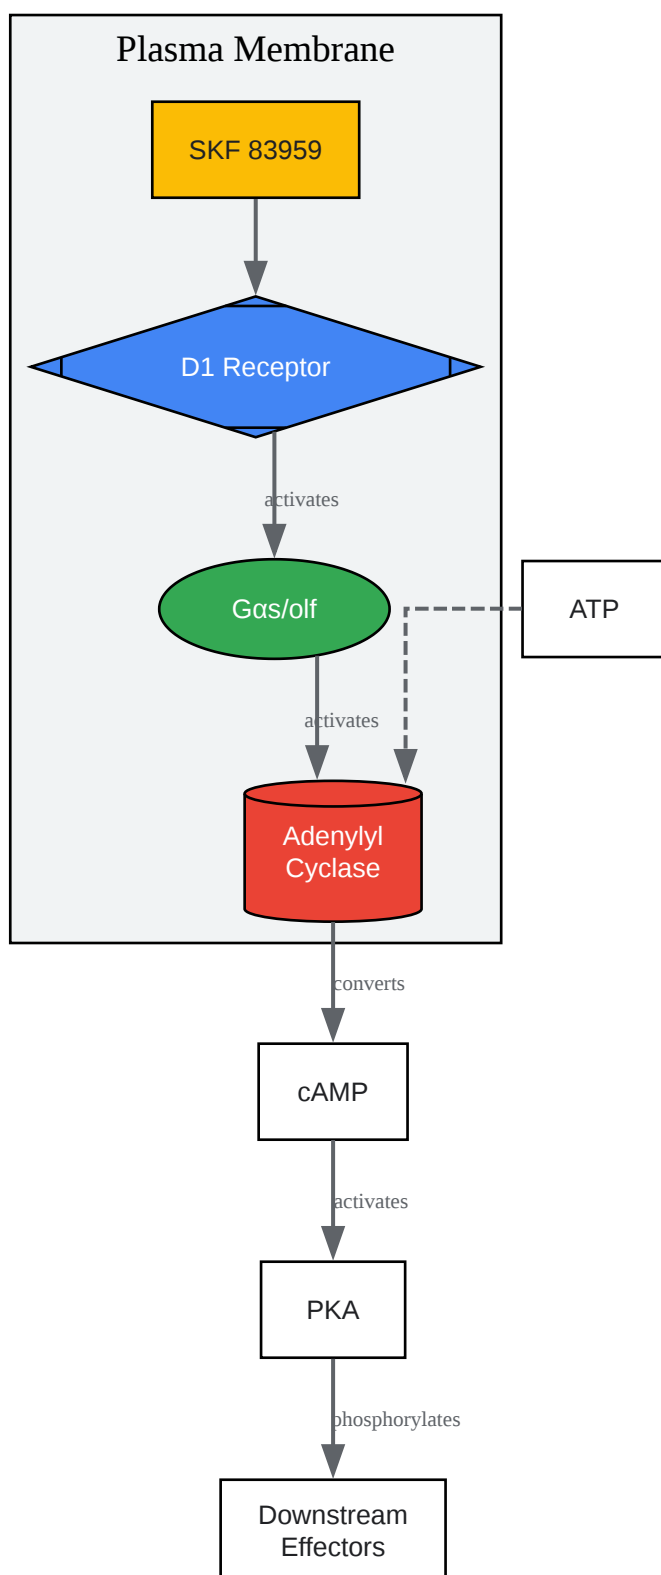 Plasma Membrane
SKF 83959
D1 Receptor
activates
Gαs/olf
ATP
activates
Adenylyl
Cyclase
converts
cAMP
activates
PKA
phosphorylates
Downstream
Effectors